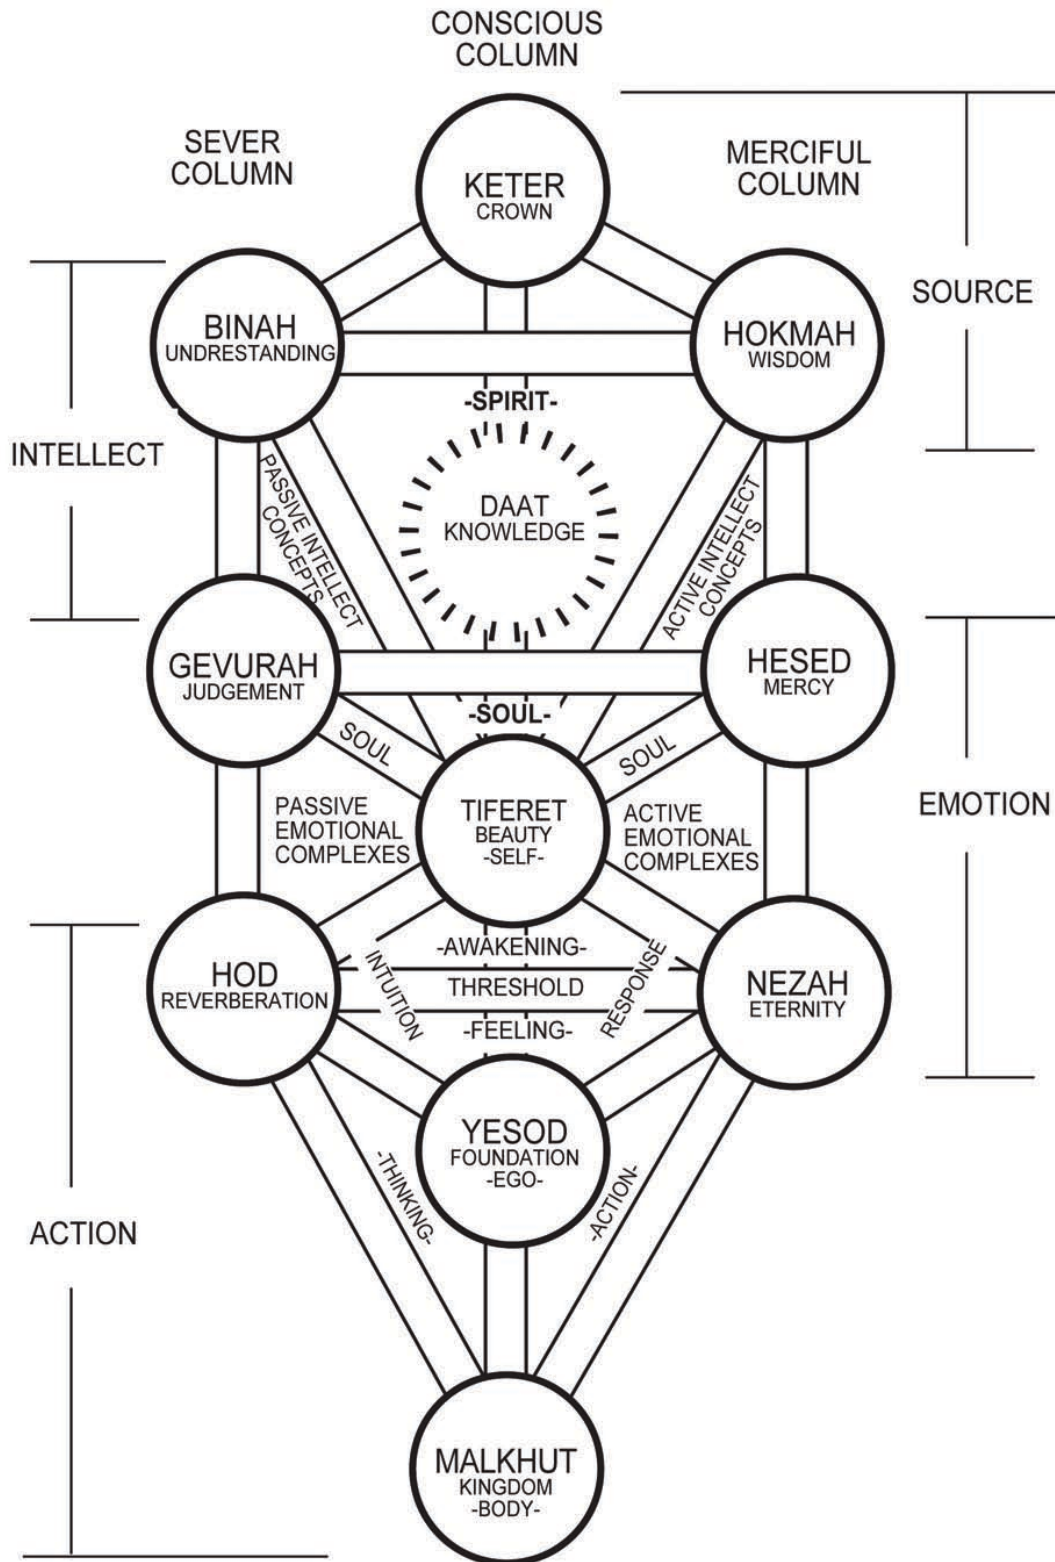 CONSCIOUS
COLUMN
SEVER
COLUMN
MERCIFUL
COLUMN
KETER
CROWN
SOURCE
BINAH
UNDRESTANDING
HOKMAH
WISDOM
-SPIRIT-
INTELLECT
DAAT
KNOWLEDGE
PASSIVE INTELLECT
CONCEPTS
ACTIVE INTELLECT
CONCEPTS
GEVURAH
JUDGEMENT
HESED
MERCY
-SOUL-
SOUL
SOUL
EMOTION
PASSIVE
EMOTIONAL
COMPLEXES
TIFERET
BEAUTY
-SELF-
ACTIVE
EMOTIONAL
COMPLEXES
HOD
REVERBERATION
INTUITION
-AWAKENING-
THRESHOLD
-FEELING-
RESPONSE
NEZAH
ETERNITY
YESOD
FOUNDATION
-EGO-
ACTION
-THINKING-
-ACTION-
MALKHUT
KINGDOM
-BODY-